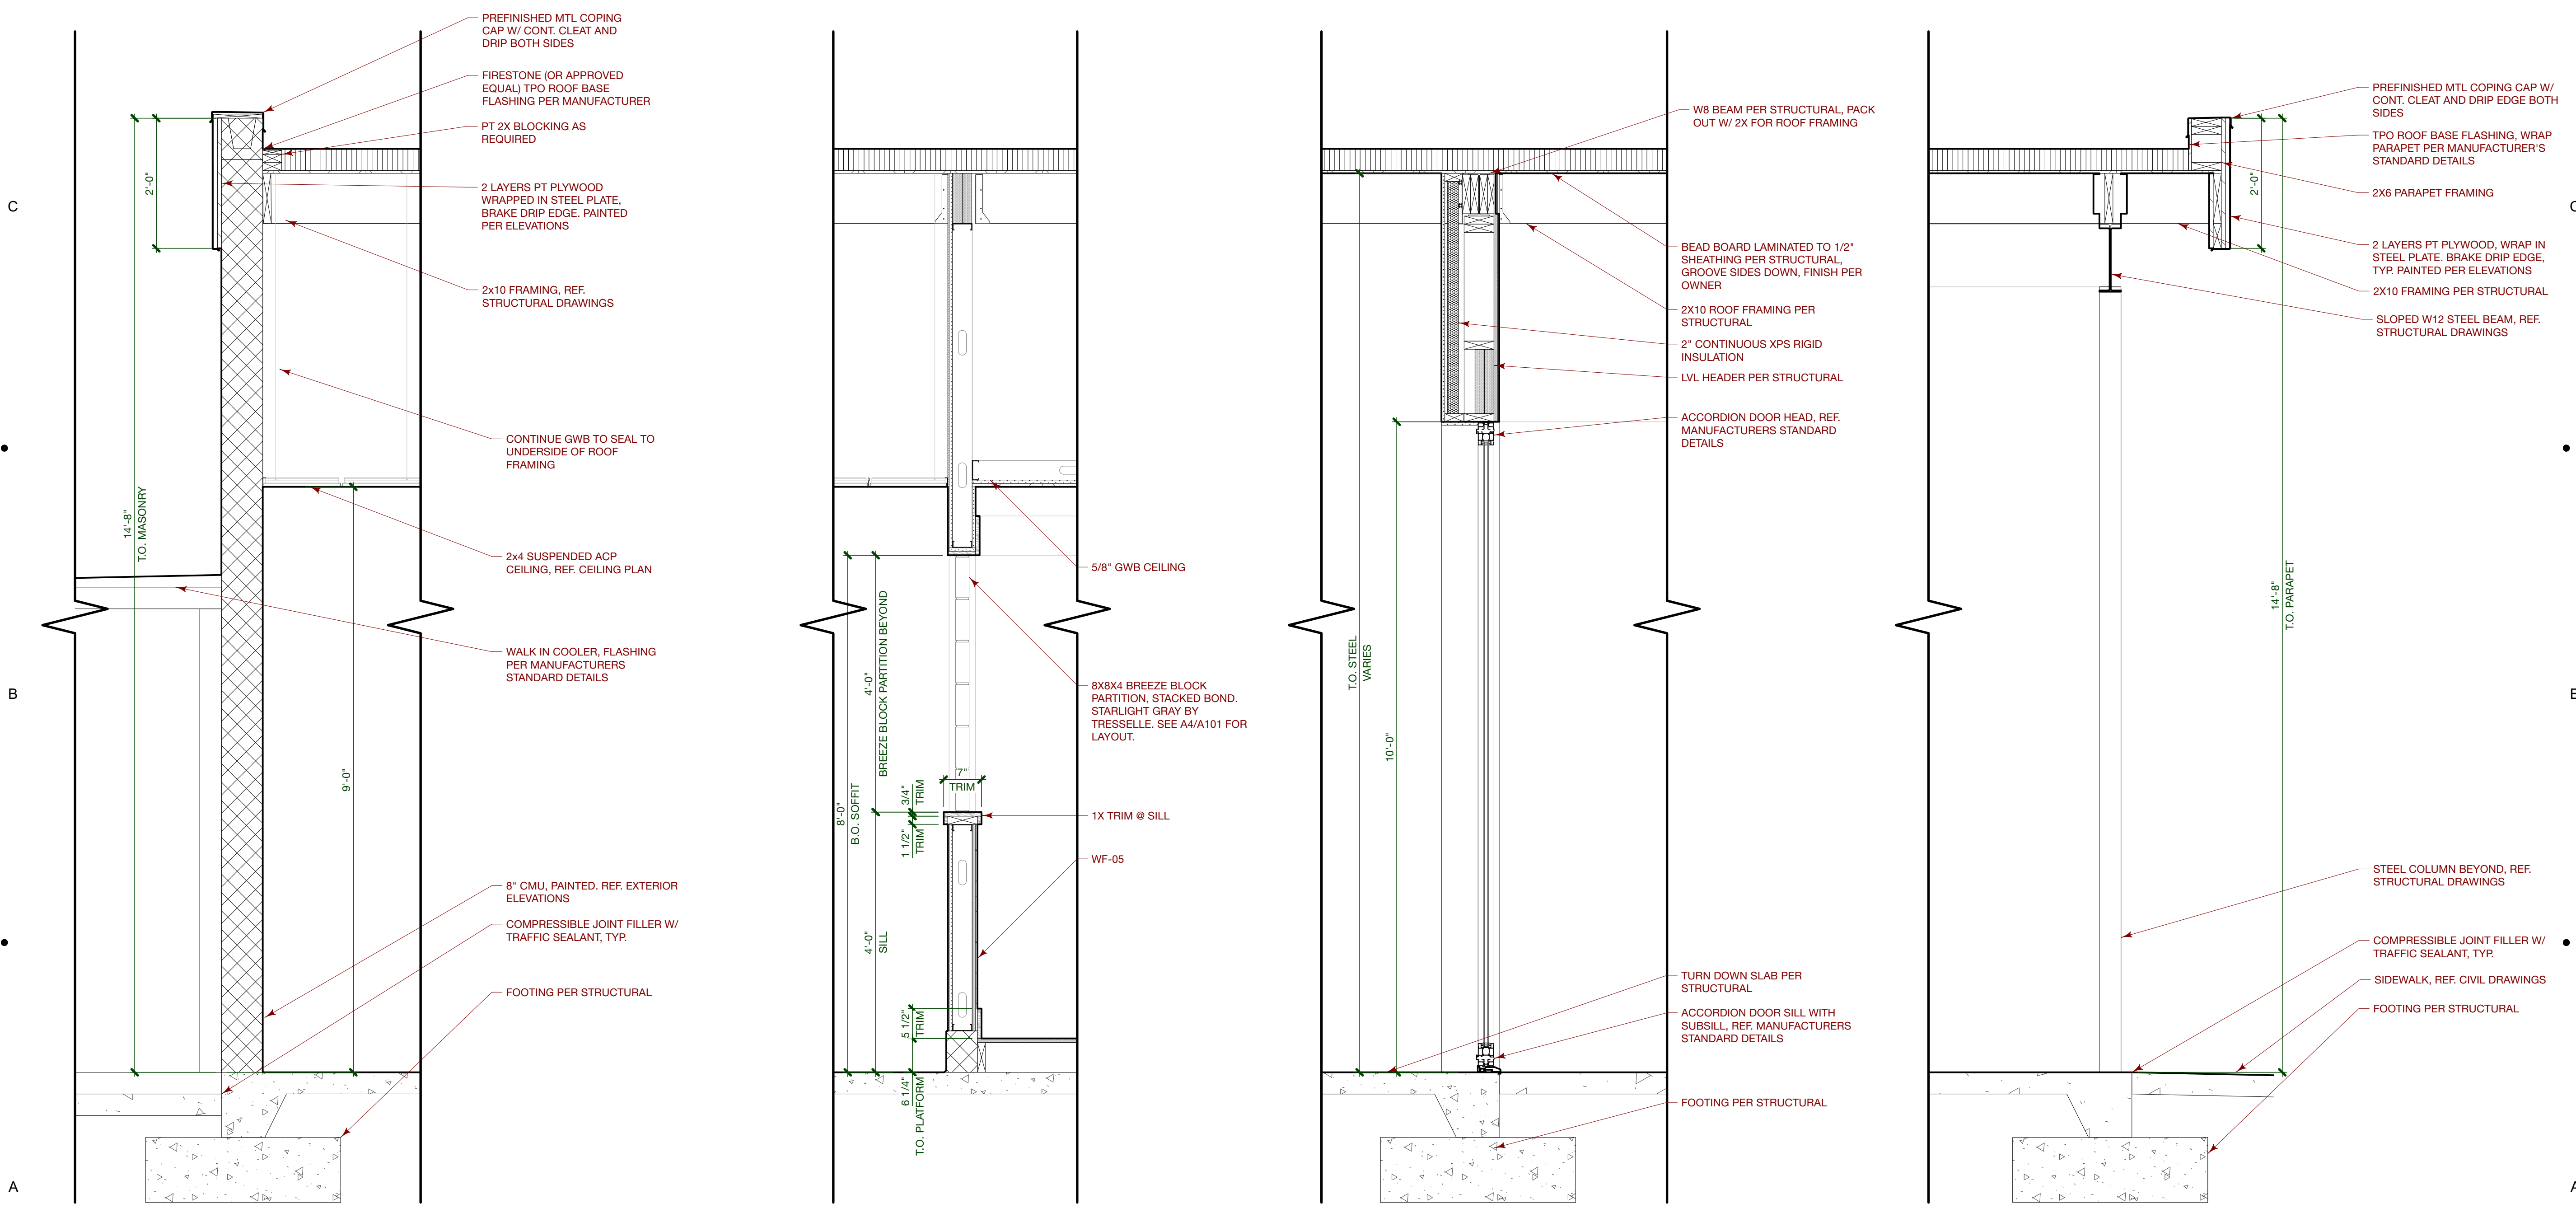 PREFINISHED MTL COPING
CAP W/ CONT. CLEAT AND
DRIP BOTH SIDES
FIRESTONE (OR APPROVED
EQUAL) TPO ROOF BASE
FLASHING PER MANUFACTURER
PT 2X BLOCKING AS
REQUIRED
2 LAYERS PT PLYWOOD
WRAPPED IN STEEL PLATE,
BRAKE DRIP EDGE. PAINTED
PER ELEVATIONS
2x10 FRAMING, REF.
STRUCTURAL DRAWINGS
CONTINUE GWB TO SEAL TO
UNDERSIDE OF ROOF
FRAMING
2x4 SUSPENDED ACP
CEILING, REF. CEILING PLAN
WALK IN COOLER, FLASHING
PER MANUFACTURERS
STANDARD DETAILS
8" CMU, PAINTED. REF. EXTERIOR
ELEVATIONS
COMPRESSIBLE JOINT FILLER W/
TRAFFIC SEALANT, TYP.
FOOTING PER STRUCTURAL
2'-0"
14'-8"
T.O. MASONRY
9'-0"
C
B
A
5/8" GWB CEILING
8X8X4 BREEZE BLOCK
PARTITION, STACKED BOND.
STARLIGHT GRAY BY
TRESSELLE. SEE A4/A101 FOR
LAYOUT.
1X TRIM @ SILL
WF-05
8'-0"
B.O. SOFFIT
4'-0"
BREEZE BLOCK PARTITION BEYOND
4'-0"
SILL
7"
TRIM
3/4"
TRIM
1 1/2"
TRIM
5 1/2"
TRIM
6 1/4"
T.O. PLATFORM
W8 BEAM PER STRUCTURAL, PACK
OUT W/ 2X FOR ROOF FRAMING
BEAD BOARD LAMINATED TO 1/2"
SHEATHING PER STRUCTURAL,
GROOVE SIDES DOWN, FINISH PER
OWNER
2X10 ROOF FRAMING PER
STRUCTURAL
2" CONTINUOUS XPS RIGID
INSULATION
LVL HEADER PER STRUCTURAL
ACCORDION DOOR HEAD, REF.
MANUFACTURERS STANDARD
DETAILS
TURN DOWN SLAB PER
STRUCTURAL
ACCORDION DOOR SILL WITH
SUBSILL, REF. MANUFACTURERS
STANDARD DETAILS
FOOTING PER STRUCTURAL
T.O. STEEL
VARIES
10'-0"
PREFINISHED MTL COPING CAP W/
CONT. CLEAT AND DRIP EDGE BOTH
SIDES
TPO ROOF BASE FLASHING, WRAP
PARAPET PER MANUFACTURER'S
STANDARD DETAILS
2X6 PARAPET FRAMING
2 LAYERS PT PLYWOOD, WRAP IN
STEEL PLATE. BRAKE DRIP EDGE,
TYP. PAINTED PER ELEVATIONS
2X10 FRAMING PER STRUCTURAL
SLOPED W12 STEEL BEAM, REF.
STRUCTURAL DRAWINGS
STEEL COLUMN BEYOND, REF.
STRUCTURAL DRAWINGS
COMPRESSIBLE JOINT FILLER W/
TRAFFIC SEALANT, TYP.
SIDEWALK, REF. CIVIL DRAWINGS
FOOTING PER STRUCTURAL
2'-0"
14'-8"
T.O. PARAPET